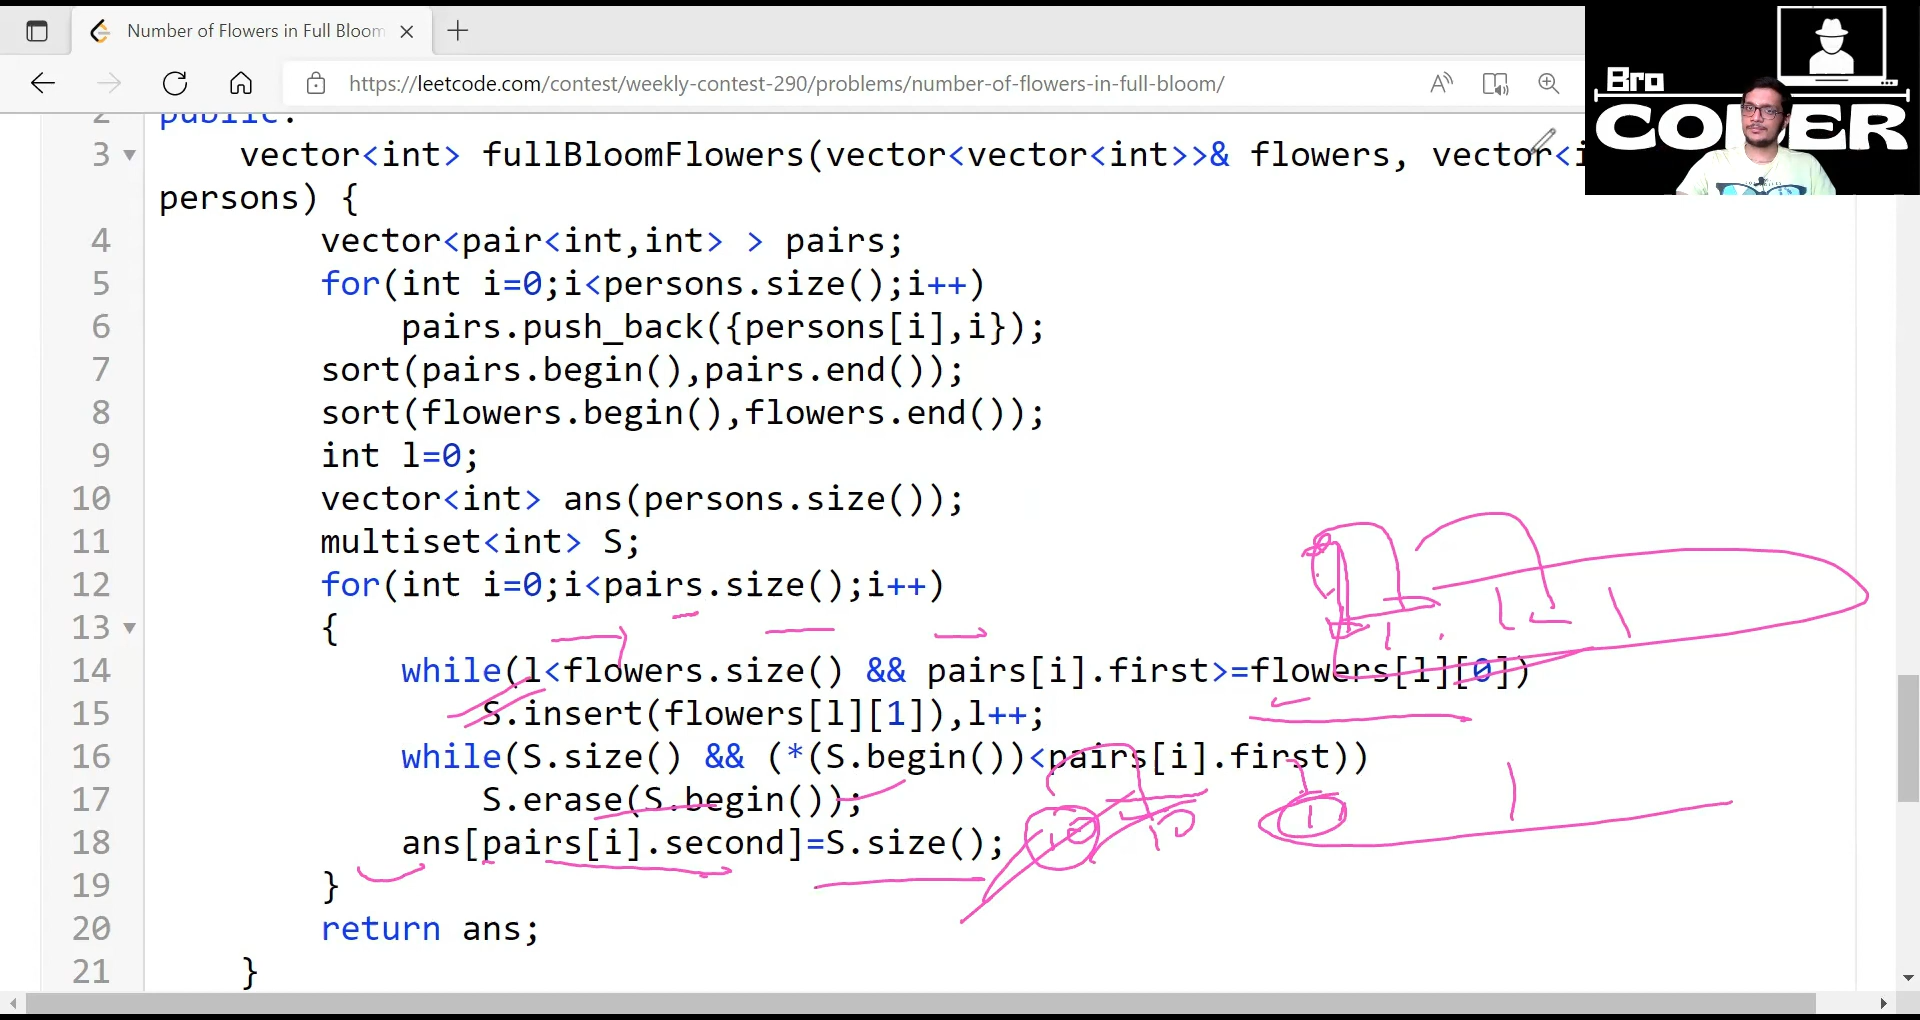 Number of Flowers in Full Bloom
https://leetcode.com/contest/weekly-contest-290/problems/number-of-flowers-in-full-bloom/
Bro
CODER
2 public:
3 vector<int> fullBloomFlowers(vector<vector<int>>& flowers, vector<i
persons) {
4 vector<pair<int,int> > pairs;
5 for(int i=0;i<persons.size();i++)
6 pairs.push_back({persons[i],i});
7 sort(pairs.begin(),pairs.end());
8 sort(flowers.begin(),flowers.end());
9 int l=0;
10 vector<int> ans(persons.size());
11 multiset<int> S;
12 for(int i=0;i<pairs.size();i++)
13 {
14 while(l<flowers.size() && pairs[i].first>=flowers[l][0])
15 S.insert(flowers[l][1]),l++;
16 while(S.size() && (*(S.begin())<pairs[i].first))
17 S.erase(S.begin());
18 ans[pairs[i].second]=S.size();
19 }
20 return ans;
21 }